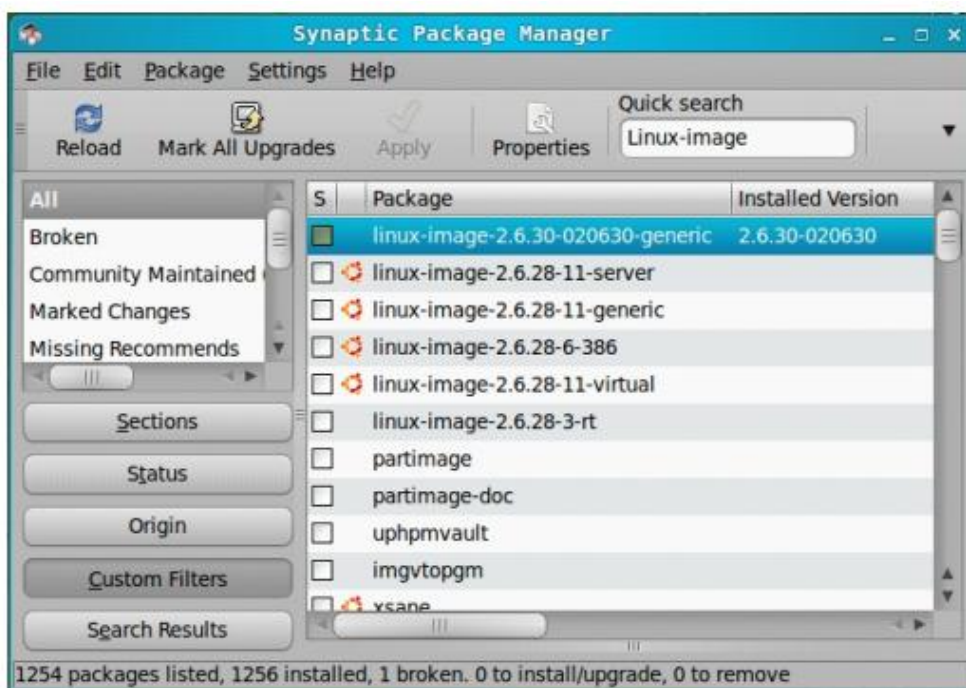 Synaptic Package Manager
File Edit Package Settings Help
Quick search
Reload Mark All Upgrades Apply Properties Linux-image
All
Broken
Community Maintained
Marked Changes
Missing Recommends
Sections
Status
Origin
Custom Filters
Search Results
S Package Installed Version
linux-image-2.6.30-020630-generic 2.6.30-020630
linux-image-2.6.28-11-server
linux-image-2.6.28-11-generic
linux-image-2.6.28-6-386
linux-image-2.6.28-11-virtual
linux-image-2.6.28-3-rt
partimage
partimage-doc
uphpmvault
imgvtopgm
xsane
1254 packages listed, 1256 installed, 1 broken. 0 to install/upgrade, 0 to remove